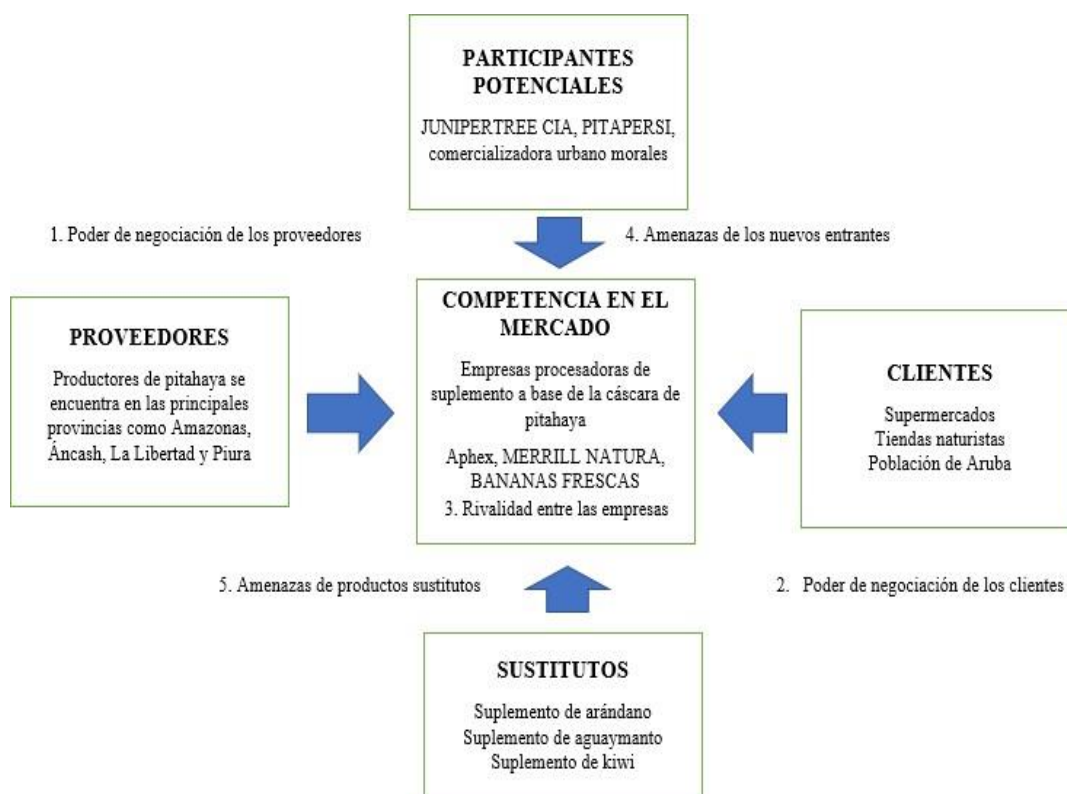 PARTICIPANTES
POTENCIALES
JUNIPERTREE CIA, PITAPERSI,
comercializadora urbano morales
1. Poder de negociación de los proveedores
4. Amenazas de los nuevos entrantes
PROVEEDORES
Productores de pitahaya se
encuentra en las principales
provincias como Amazonas,
Áncash, La Libertad y Piura
COMPETENCIA EN EL
MERCADO
Empresas procesadoras de
suplemento a base de la cáscara de
pitahaya
Aphex, MERRILL NATURA,
BANANAS FRESCAS
3. Rivalidad entre las empresas
CLIENTES
Supermercados
Tiendas naturistas
Población de Aruba
5. Amenazas de productos sustitutos
2. Poder de negociación de los clientes
SUSTITUTOS
Suplemento de arándano
Suplemento de aguaymanto
Suplemento de kiwi